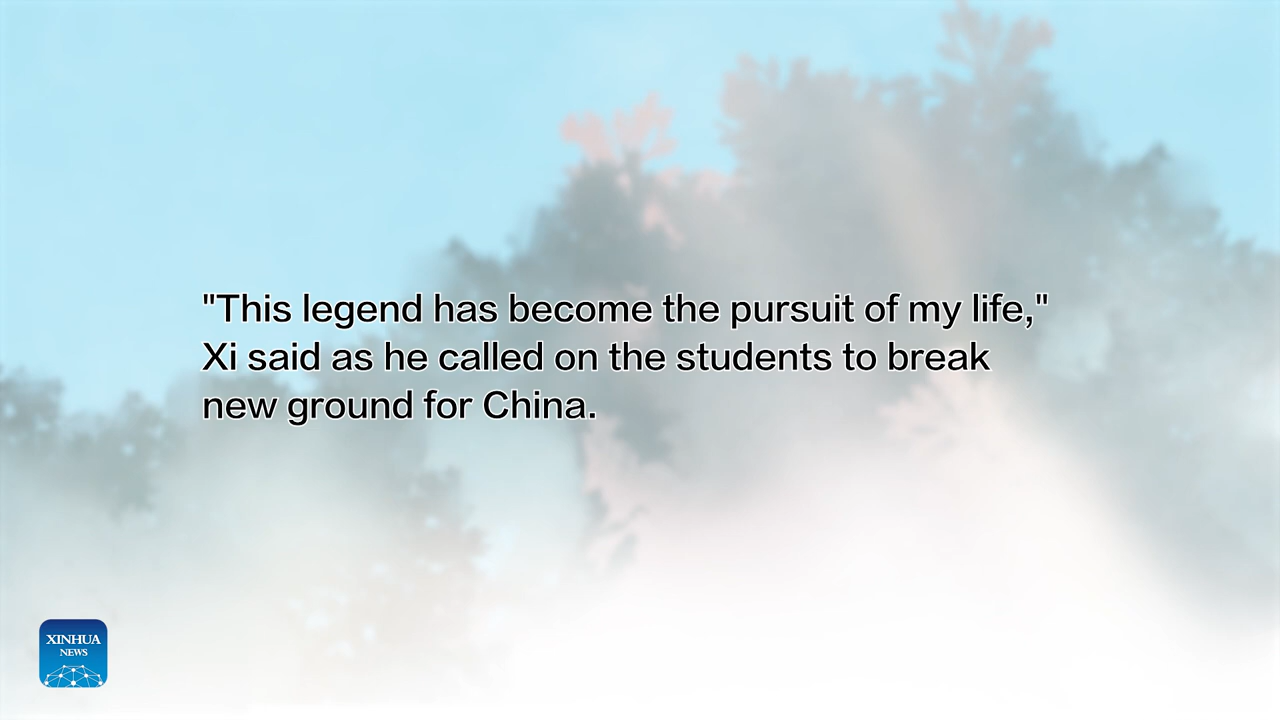 "This legend has become the pursuit of my life,"
Xi said as he called on the students to break
new ground for China.
XINHUA
NEWS